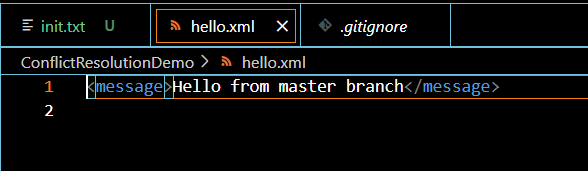 init.txt U hello.xml .gitignore
ConflictResolutionDemo > hello.xml
1 <message>Hello from master branch</message>
2